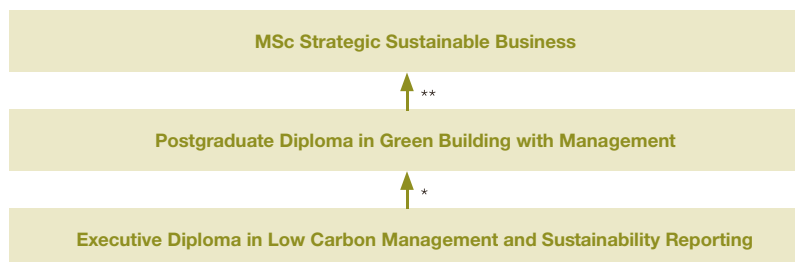 MSc Strategic Sustainable Business
**
Postgraduate Diploma in Green Building with Management
*
Executive Diploma in Low Carbon Management and Sustainability Reporting